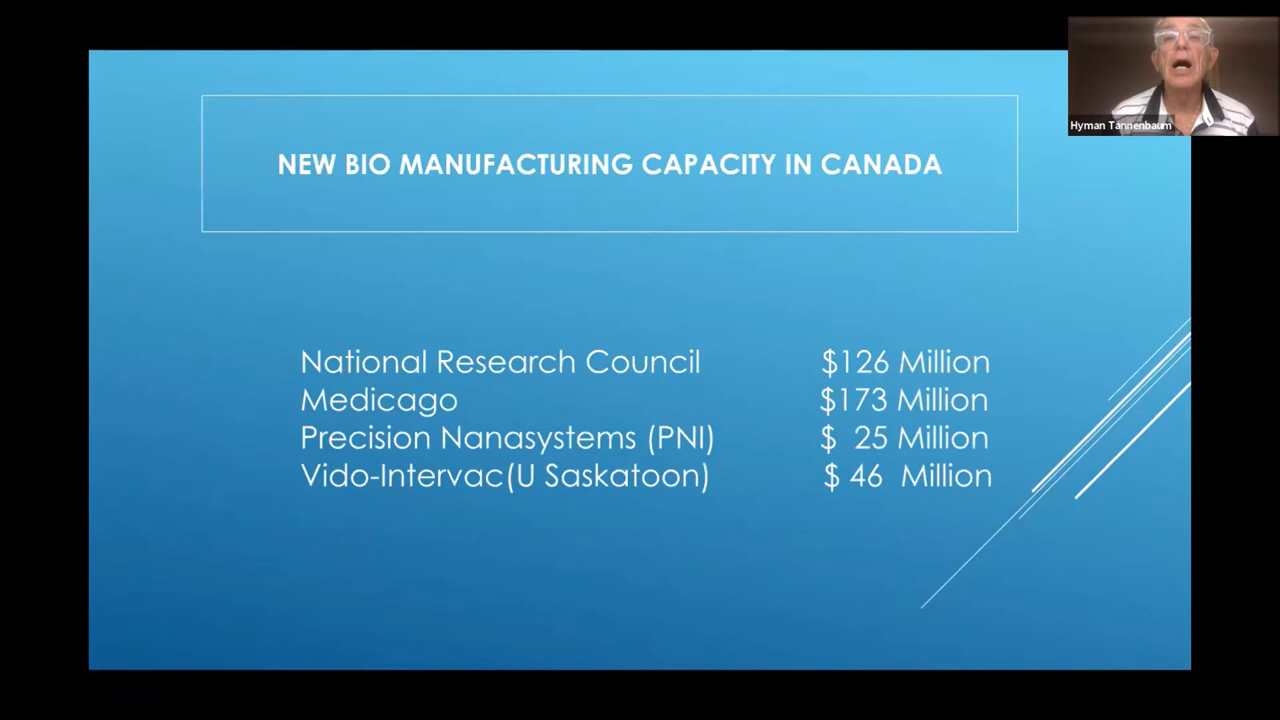 NEW BIO MANUFACTURING CAPACITY IN CANADA
Hyman Tannenbaum
National Research Council $126 Million
Medicago $173 Million
Precision Nanasystems (PNI) $ 25 Million
Vido-Intervac(U Saskatoon) $ 46 Million